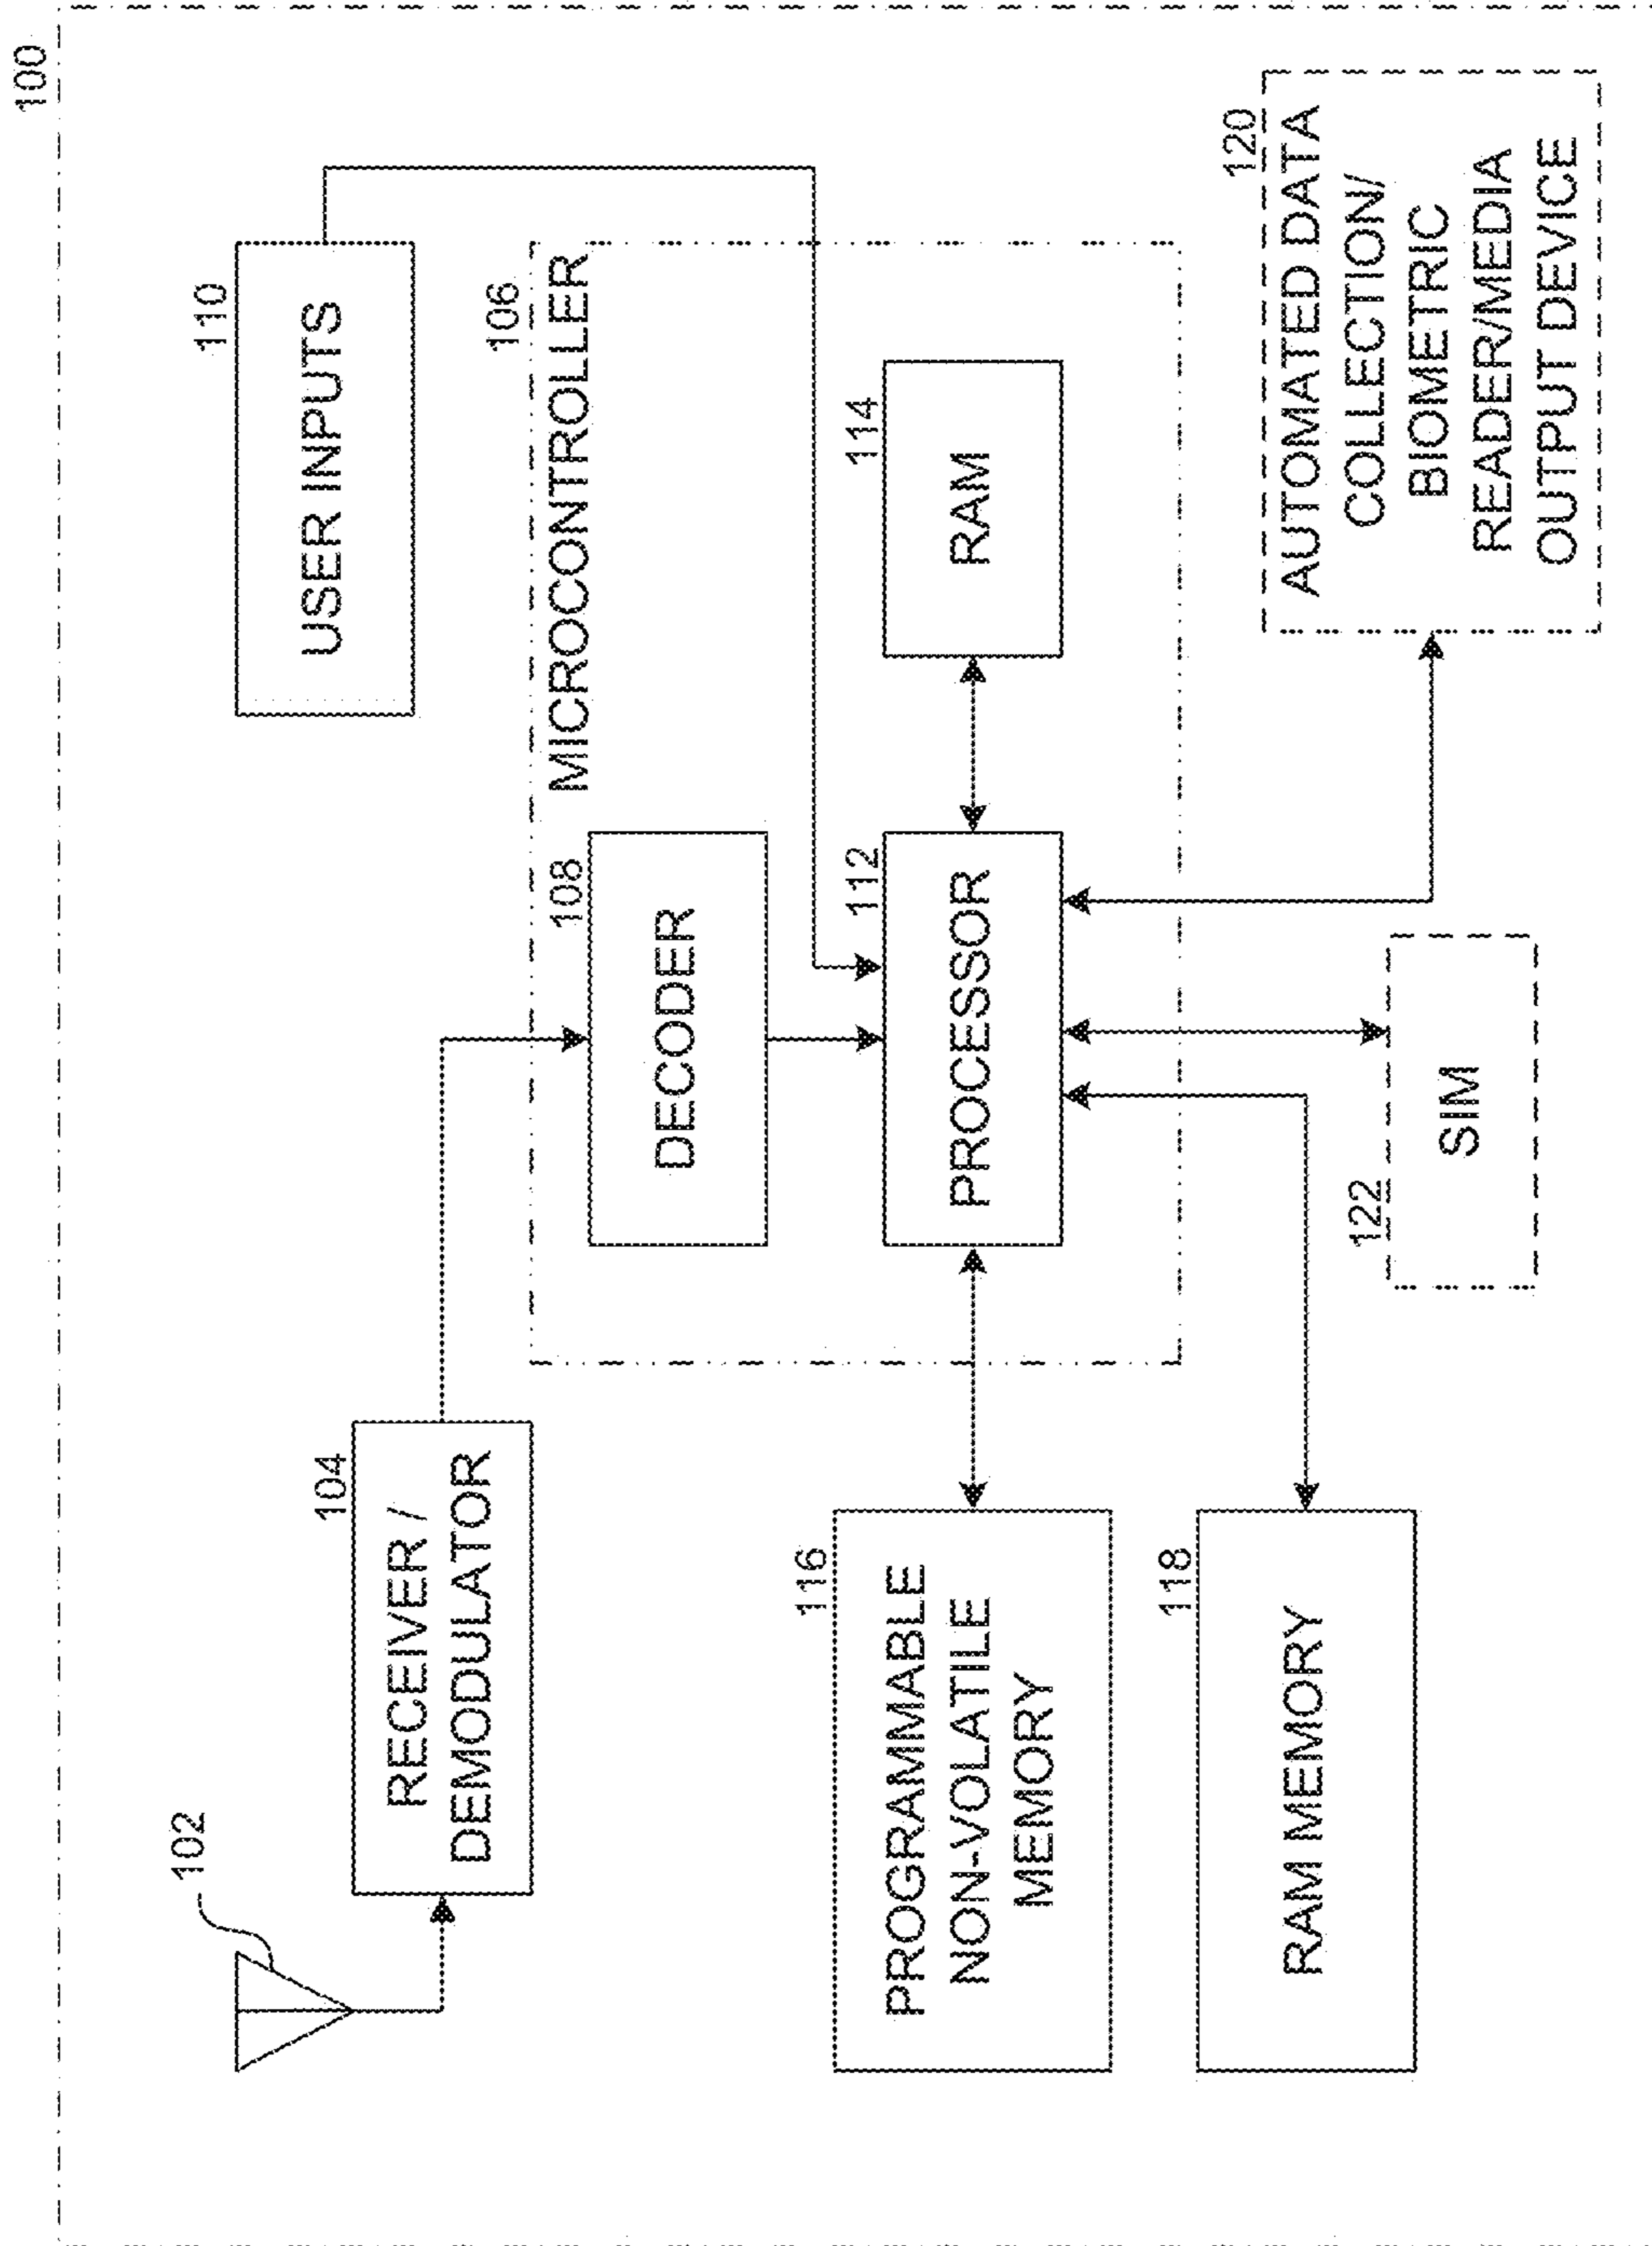 100
102
104
RECEIVER /
DEMODULATOR
110
USER INPUTS
106
MICROCONTROLLER
108
DECODER
112
PROCESSOR
114
RAM
116
PROGRAMMABLE
NON-VOLATILE
MEMORY
118
RAM MEMORY
122
SIM
120
AUTOMATED DATA
COLLECTION/
BIOMETRIC
READER/MEDIA
OUTPUT DEVICE